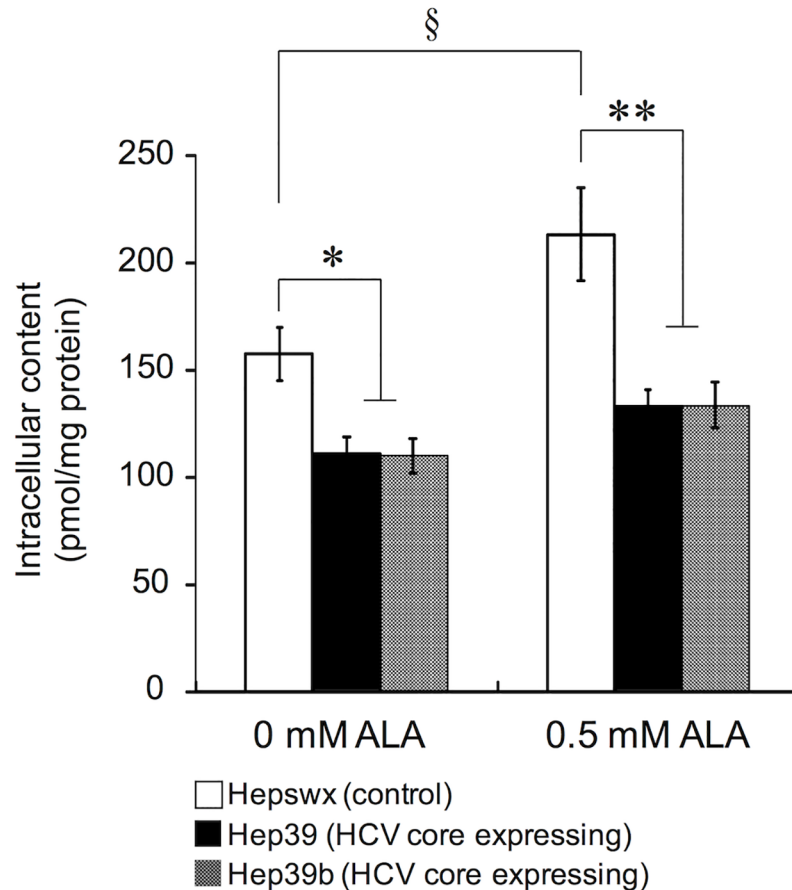 §
**
250
*
200
150
100
50
0
Intracellular content
(pmol/mg protein)
0 mM ALA
0.5 mM ALA
Hepswx (control)
Hep39 (HCV core expressing)
Hep39b (HCV core expressing)